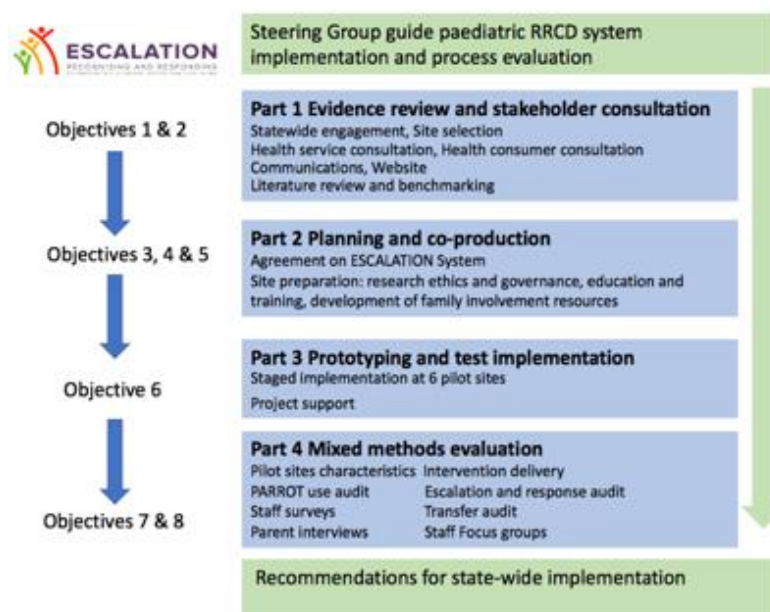 ESCALATION
RECOGNISING AND RESPONDING
Steering Group guide paediatric RRCD system
implementation and process evaluation
Objectives 1 & 2
Part 1 Evidence review and stakeholder consultation
Statewide engagement, Site selection
Health service consultation, Health consumer consultation
Communications, Website
Literature review and benchmarking
Objectives 3, 4 & 5
Part 2 Planning and co-production
Agreement on ESCALATION System
Site preparation: research ethics and governance, education and
training, development of family involvement resources
Objective 6
Part 3 Prototyping and test implementation
Staged implementation at 6 pilot sites
Project support
Objectives 7 & 8
Part 4 Mixed methods evaluation
Pilot sites characteristics Intervention delivery
PARROT use audit Escalation and response audit
Staff surveys Transfer audit
Parent interviews Staff Focus groups
Recommendations for state-wide implementation